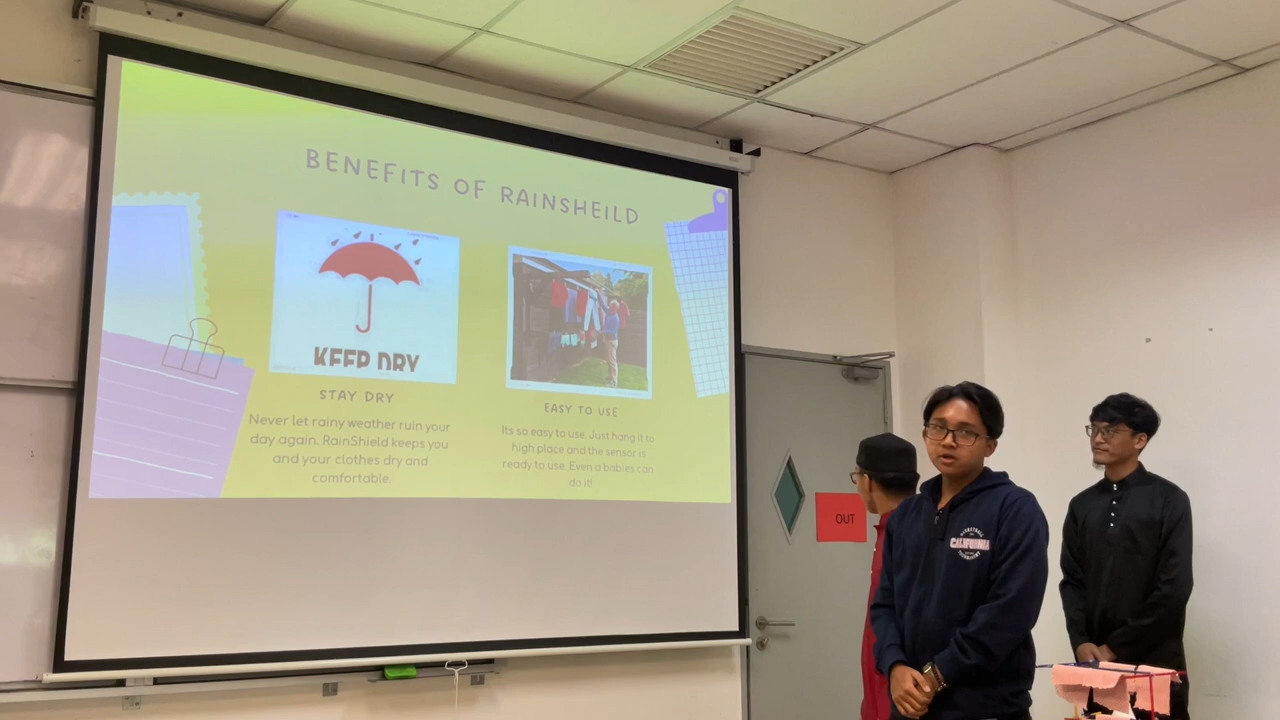 BENEFITS OF RAINSHEILD
KEEP DRY
STAY DRY
Never let rainy weather ruin your
day again. RainShield keeps you
and your clothes dry and
comfortable.
EASY TO USE
Its so easy to use. Just hang it to
high place and the sensor is
ready to use. Even a babies can
do it!
OUT
CALIFORNIA